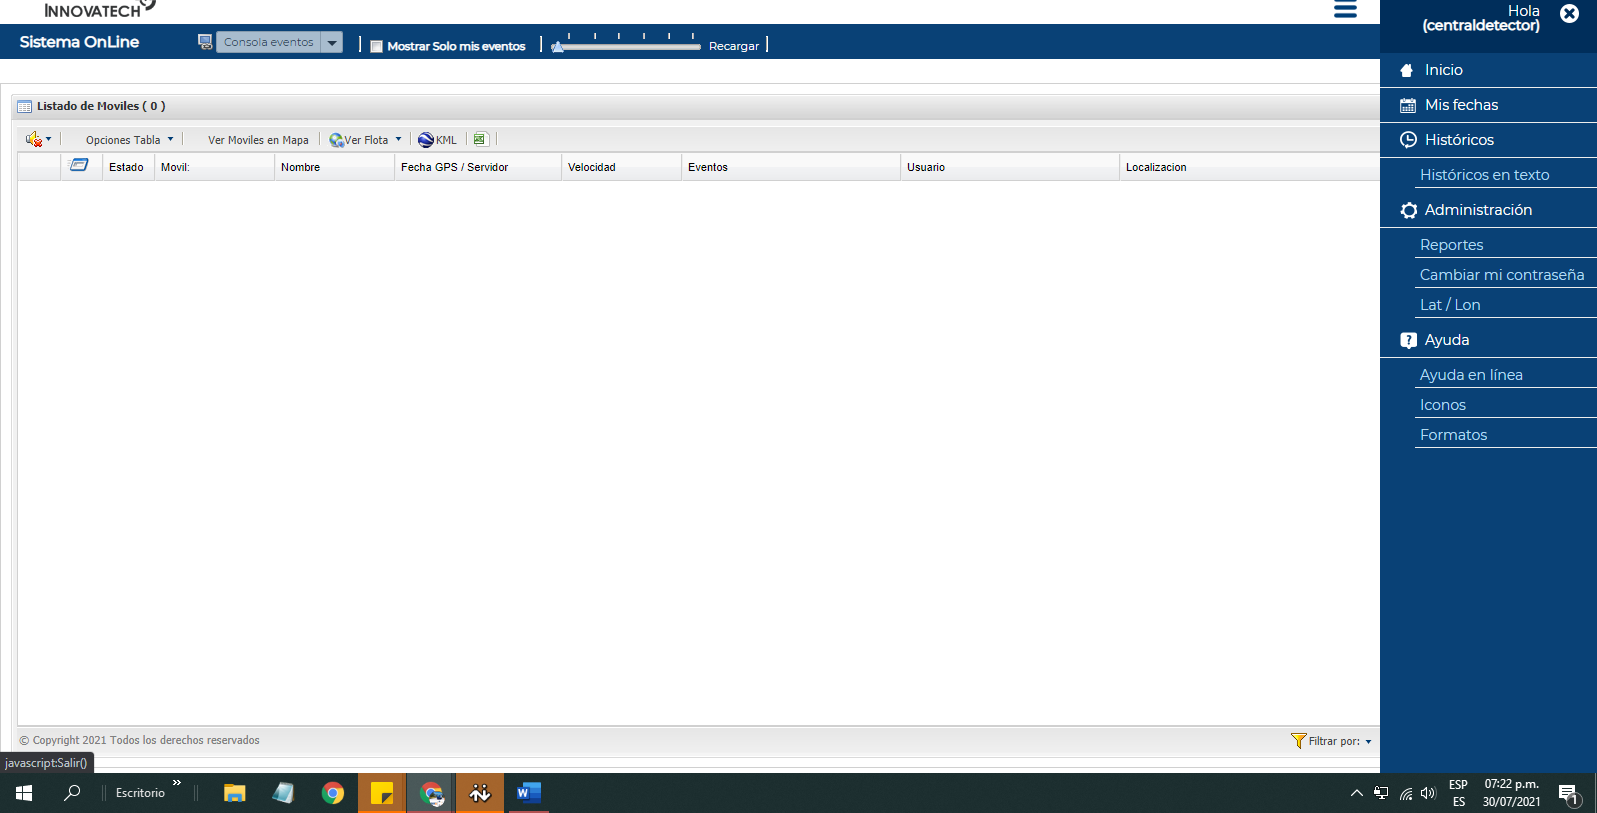 INNOVATECH
Hola
(centraldetector)
Sistema OnLine
Consola eventos
Mostrar Solo mis eventos
Recargar
Inicio
Mis fechas
Históricos
Históricos en texto
Administración
Reportes
Cambiar mi contraseña
Lat / Lon
Ayuda
Ayuda en línea
Iconos
Formatos
Listado de Moviles ( 0 )
Opciones Tabla
Ver Moviles en Mapa
Ver Flota
KML
Estado
Movil:
Nombre
Fecha GPS / Servidor
Velocidad
Eventos
Usuario
Localizacion
© Copyright 2021 Todos los derechos reservados
Filtrar por:
javascript:Salir()
Escritorio
ESP
ES
07:22 p.m.
30/07/2021
1